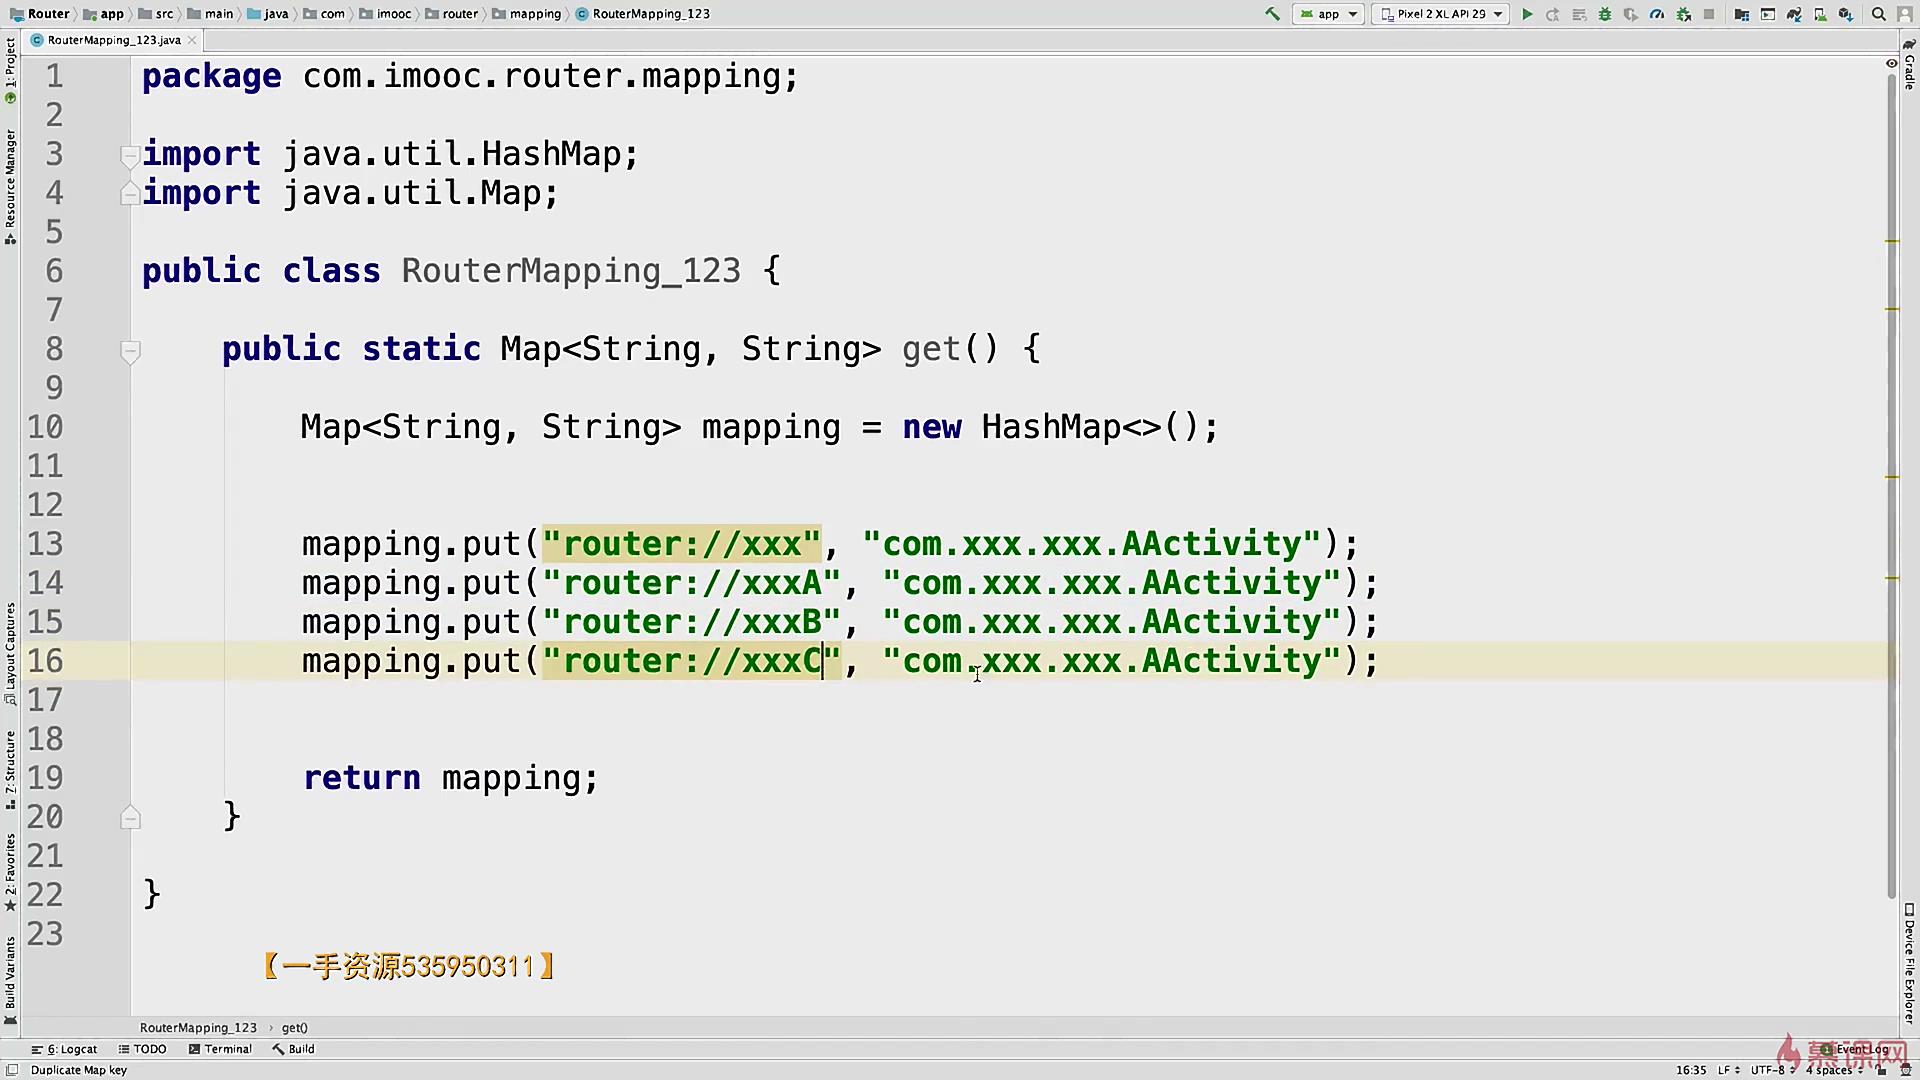 Router app src main java com imooc router mapping RouterMapping_123
app Pixel 2 XL API 29
RouterMapping_123.java
1: Project
Resource Manager
Layout Captures
7: Structure
2: Favorites
Build Variants
Gradle
Device File Explorer
1 package com.imooc.router.mapping;
2
3 import java.util.HashMap;
4 import java.util.Map;
5
6 public class RouterMapping_123 {
7
8 public static Map<String, String> get() {
9
10 Map<String, String> mapping = new HashMap<>();
11
12
13 mapping.put("router://xxx", "com.xxx.xxx.AActivity");
14 mapping.put("router://xxxA", "com.xxx.xxx.AActivity");
15 mapping.put("router://xxxB", "com.xxx.xxx.AActivity");
16 mapping.put("router://xxxC", "com.xxx.xxx.AActivity");
17
18
19 return mapping;
20 }
21
22 }
23
【一手资源535950311】
RouterMapping_123 › get()
6: Logcat TODO Terminal Build
Event Log
慕课网
Duplicate Map key
16:35 LF UTF-8 4 spaces